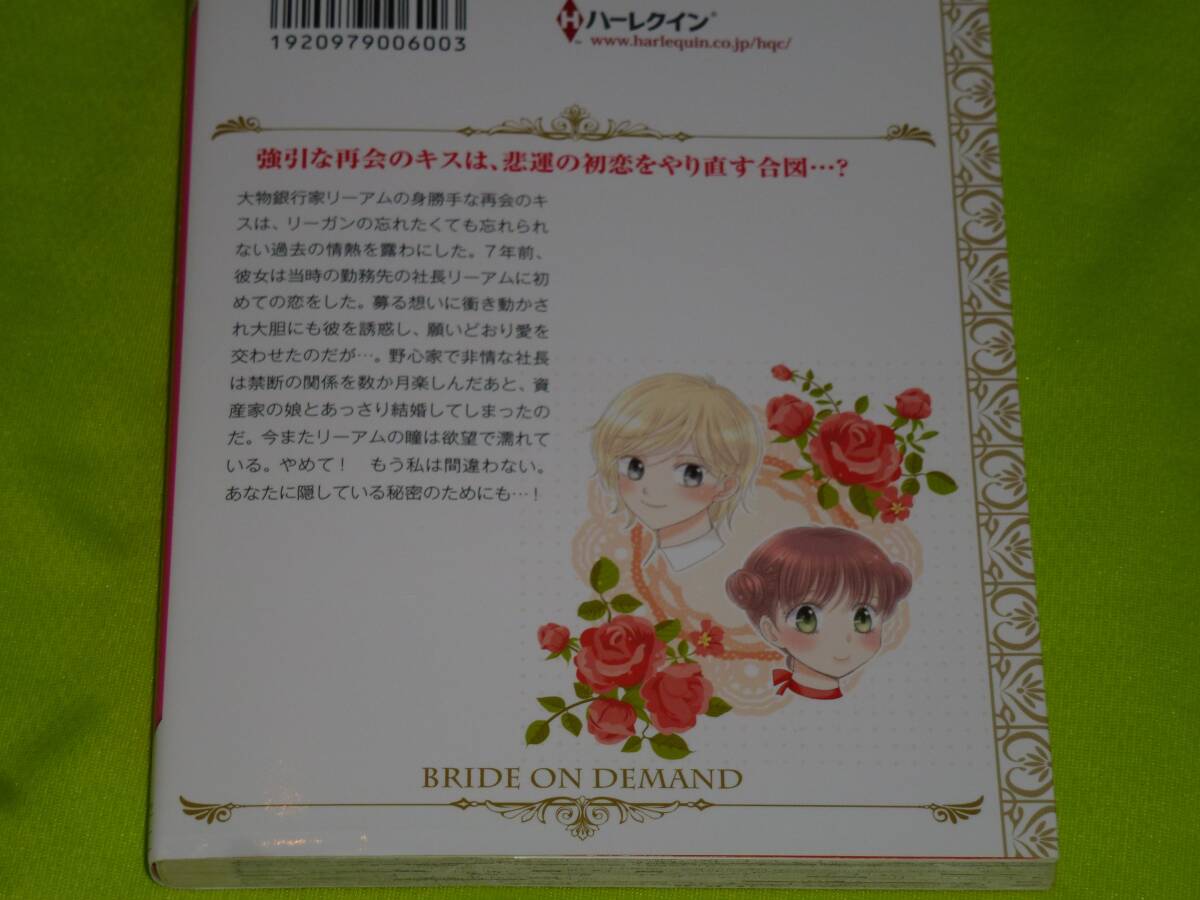 1920979006003
H ハーレクイン®
™ www.harlequin.co.jp/hqc/
強引な再会のキスは、悲運の初恋をやり直す合図…?
大物銀行家リーアムの身勝手な再会のキ
スは、リーガンの忘れたくても忘れられ
ない過去の情熱を露わにした。7年前、
彼女は当時の勤務先の社長リーアムに初
めての恋をした。募る想いに衝き動かさ
れ大胆にも彼を誘惑し、願いどおり愛を
交わせたのだが…。野心家で非情な社長
は禁断の関係を数か月楽しんだあと、資
産家の娘とあっさり結婚してしまったの
だ。今またリーアムの瞳は欲望で濡れて
いる。やめて! もう私は間違わない。
あなたに隠している秘密のためにも…!
BRIDE ON DEMAND